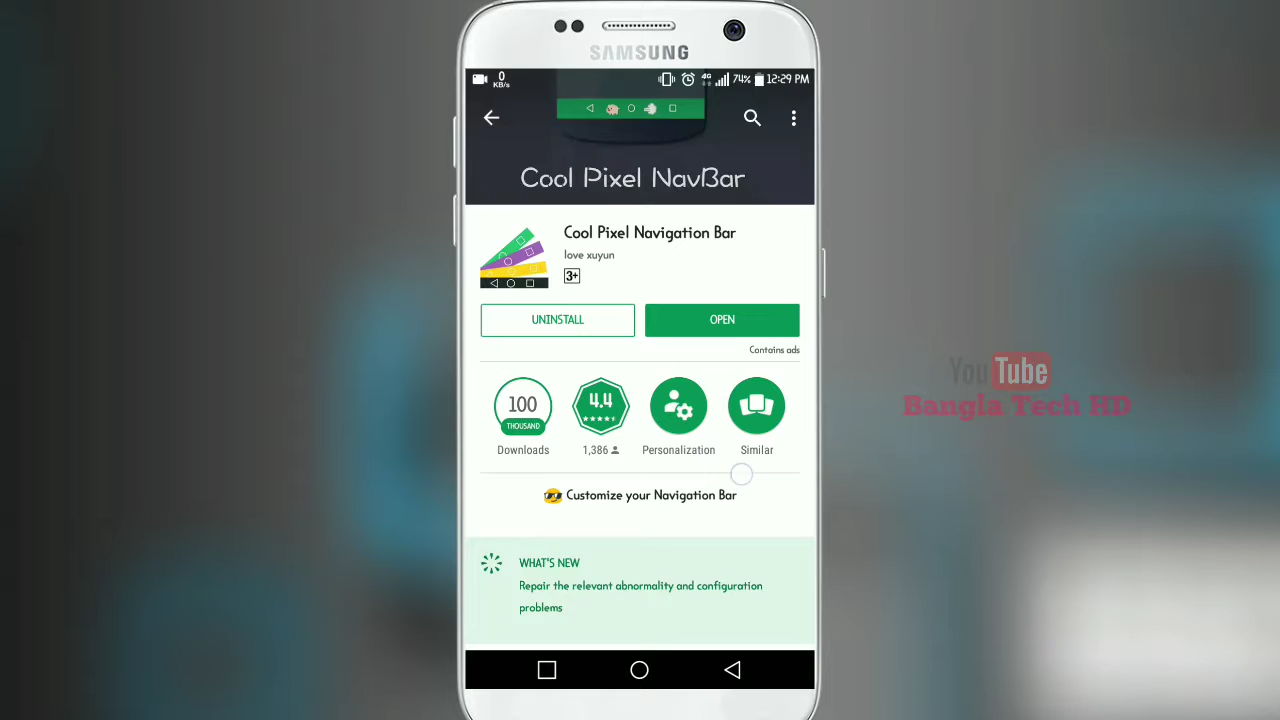 SAMSUNG
0
KB/s
4G
74%
12:29 PM
Cool Pixel NavBar
Cool Pixel Navigation Bar
love xuyun
3+
UNINSTALL
OPEN
Contains ads
100
THOUSAND
4.4
Downloads
1,386
Personalization
Similar
Customize your Navigation Bar
WHAT'S NEW
Repair the relevant abnormality and configuration
problems
YouTube
Bangla Tech HD